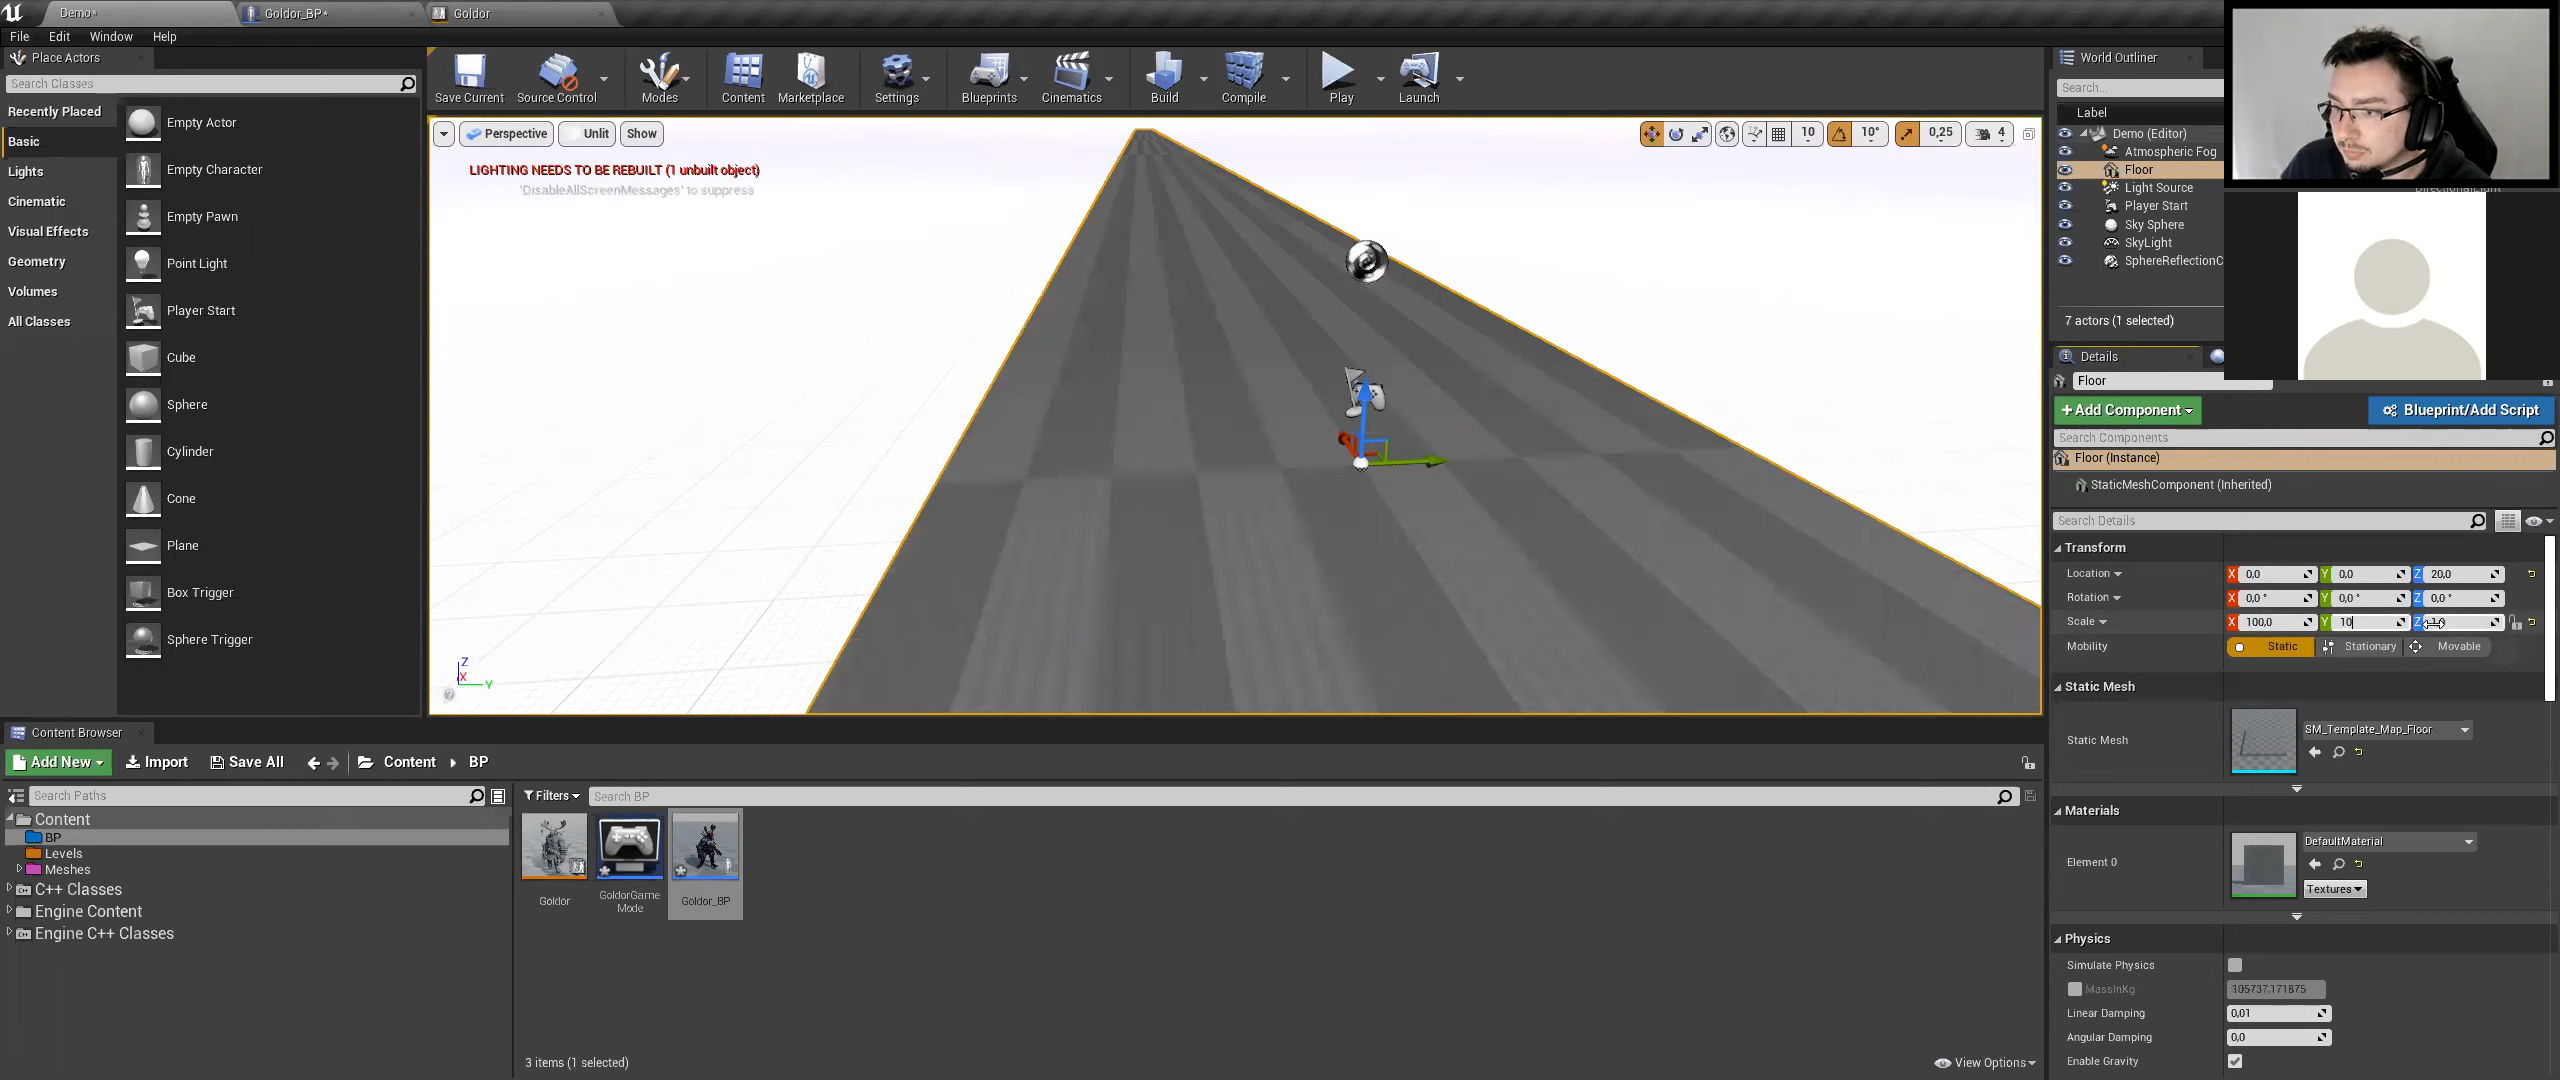 Demo*
Goldor_BP*
Goldor
File Edit Window Help
Place Actors
Search Classes
Recently Placed
Basic
Lights
Cinematic
Visual Effects
Geometry
Volumes
All Classes
Empty Actor
Empty Character
Empty Pawn
Point Light
Player Start
Cube
Sphere
Cylinder
Cone
Plane
Box Trigger
Sphere Trigger
Save Current
Source Control
Modes
Content
Marketplace
Settings
Blueprints
Cinematics
Build
Compile
Play
Launch
Perspective
Unlit
Show
10
10°
0,25
4
LIGHTING NEEDS TO BE REBUILT (1 unbuilt object)
'DisableAllScreenMessages' to suppress
Z
X
Y
World Outliner
Search...
Label
Demo (Editor)
Atmospheric Fog
Floor
Light Source
DirectionalLight
Player Start
Sky Sphere
SkyLight
SphereReflectionC
7 actors (1 selected)
Details
Floor
+Add Component
Blueprint/Add Script
Search Components
Floor (Instance)
StaticMeshComponent (Inherited)
Search Details
Transform
Location X 0,0 Y 0,0 Z 20,0
Rotation X 0,0 ° Y 0,0 ° Z 0,0 °
Scale X 100,0 Y 10 Z
Mobility Static Stationary Movable
Static Mesh
Static Mesh SM_Template_Map_Floor
Materials
Element 0 DefaultMaterial
Textures
Physics
Simulate Physics
MassInKg 105737,171875
Linear Damping 0,01
Angular Damping 0,0
Enable Gravity
Content Browser
Add New Import Save All Content BP
Search Paths
Content
BP
Levels
Meshes
C++ Classes
Engine Content
Engine C++ Classes
Filters
Search BP
Goldor
GoldorGame
Mode
Goldor_BP
3 items (1 selected)
View Options